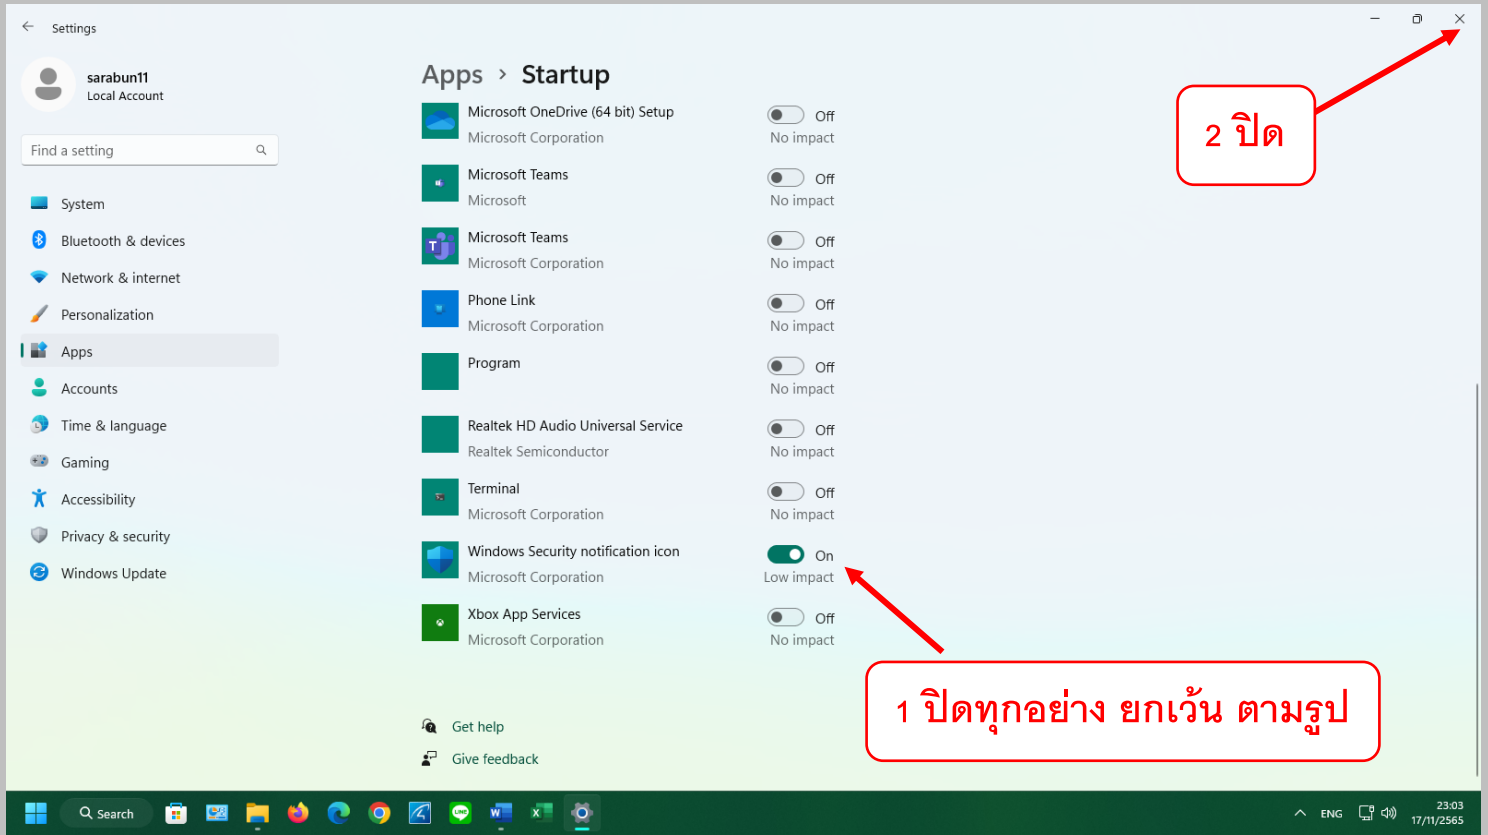 Settings
sarabun11
Local Account
Find a setting
System
Bluetooth & devices
Network & internet
Personalization
Apps
Accounts
Time & language
Gaming
Accessibility
Privacy & security
Windows Update
Apps > Startup
Microsoft OneDrive (64 bit) Setup
Microsoft Corporation
Off
No impact
Microsoft Teams
Microsoft
Off
No impact
Microsoft Teams
Microsoft Corporation
Off
No impact
Phone Link
Microsoft Corporation
Off
No impact
Program
Off
No impact
Realtek HD Audio Universal Service
Realtek Semiconductor
Off
No impact
Terminal
Microsoft Corporation
Off
No impact
Windows Security notification icon
Microsoft Corporation
On
Low impact
Xbox App Services
Microsoft Corporation
Off
No impact
Get help
Give feedback
2 ปิด
1 ปิดทุกอย่าง ยกเว้น ตามรูป
Search
ENG
23:03
17/11/2565